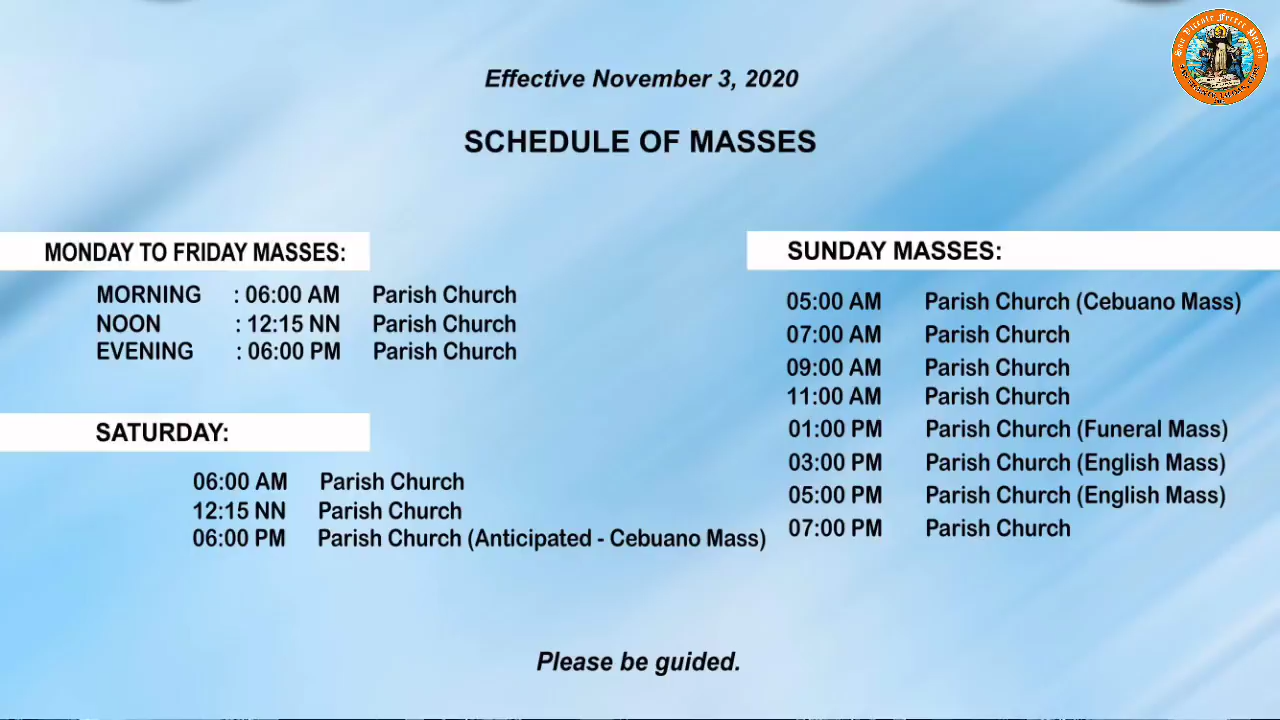 San Vicente Ferrer Parish
Effective November 3, 2020
SCHEDULE OF MASSES
MONDAY TO FRIDAY MASSES:
MORNING : 06:00 AM Parish Church
NOON : 12:15 NN Parish Church
EVENING : 06:00 PM Parish Church
SATURDAY:
06:00 AM Parish Church
12:15 NN Parish Church
06:00 PM Parish Church (Anticipated - Cebuano Mass)
SUNDAY MASSES:
05:00 AM Parish Church (Cebuano Mass)
07:00 AM Parish Church
09:00 AM Parish Church
11:00 AM Parish Church
01:00 PM Parish Church (Funeral Mass)
03:00 PM Parish Church (English Mass)
05:00 PM Parish Church (English Mass)
07:00 PM Parish Church
Please be guided.